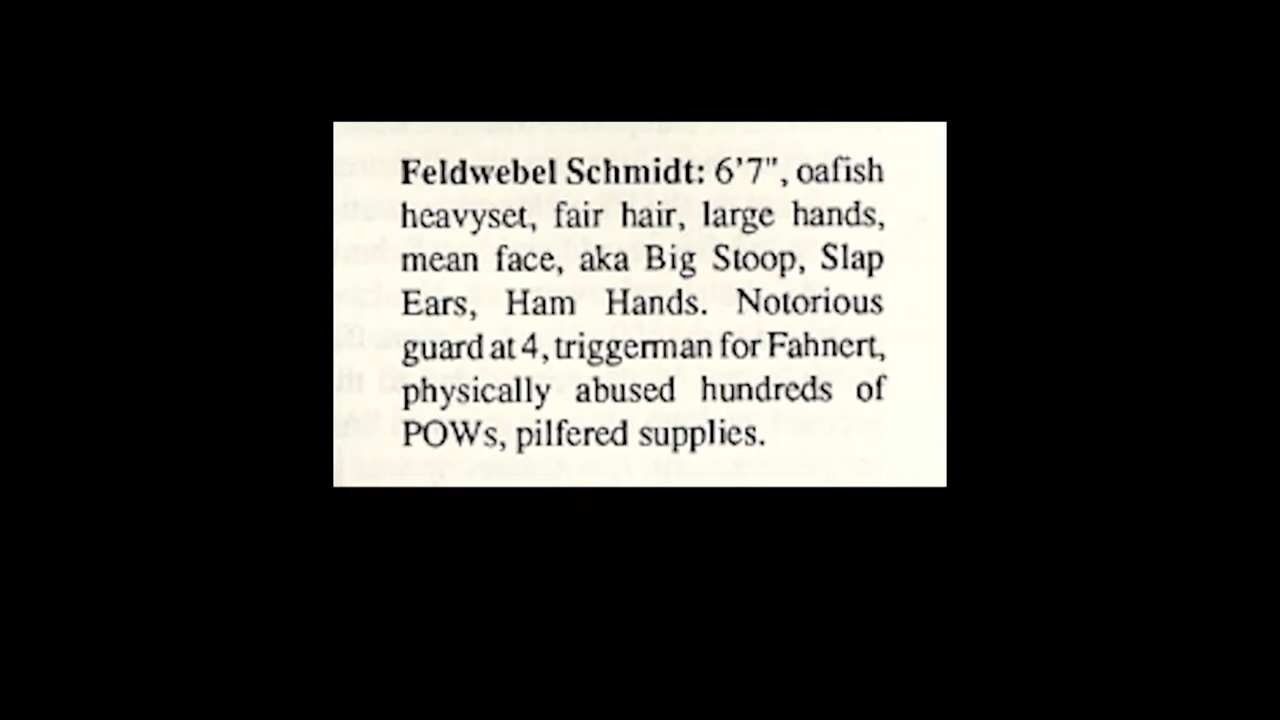 Feldwebel Schmidt: 6'7", oafish
heavyset, fair hair, large hands,
mean face, aka Big Stoop, Slap
Ears, Ham Hands. Notorious
guard at 4, triggerman for Fahnert,
physically abused hundreds of
POWs, pilfered supplies.